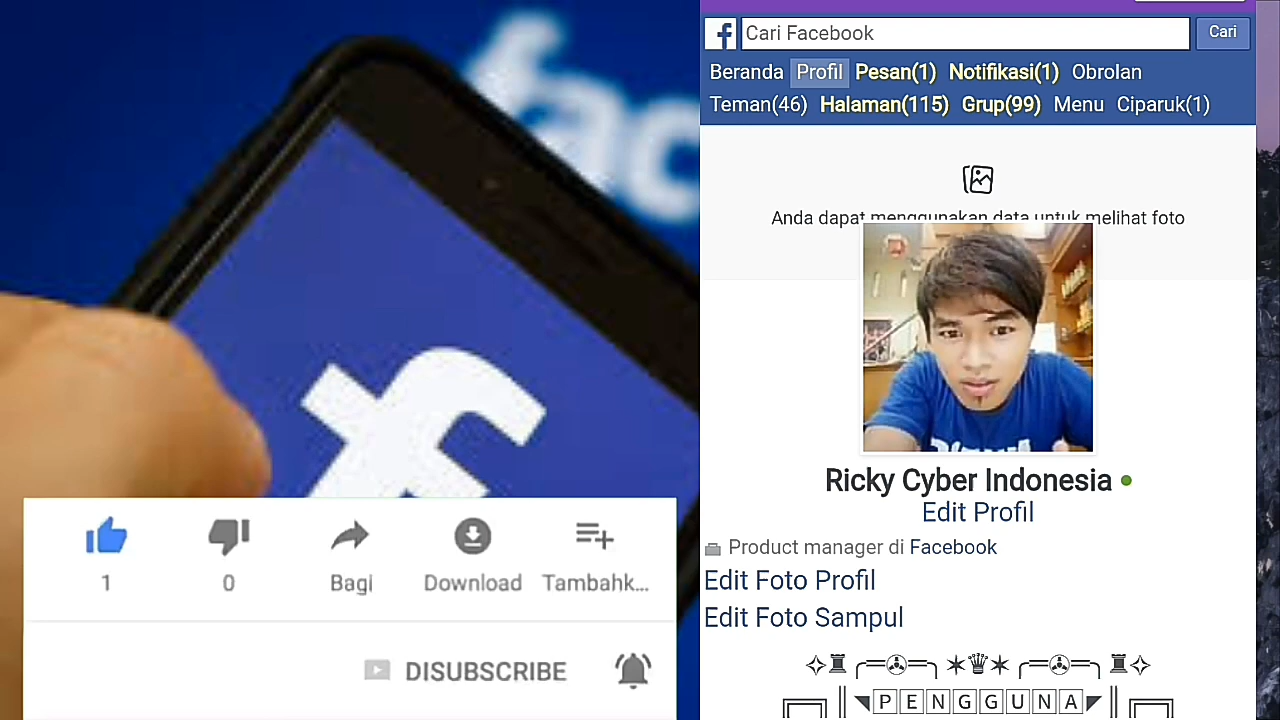 fac
f
1
0
Bagi
Download
Tambahk...
DISUBSCRIBE
f
Cari Facebook
Cari
Beranda Profil Pesan(1) Notifikasi(1) Obrolan
Teman(46) Halaman(115) Grup(99) Menu Ciparuk(1)
Anda dapat menggunakan data untuk melihat foto
Ricky Cyber Indonesia
Edit Profil
Product manager di Facebook
Edit Foto Profil
Edit Foto Sampul
✧♜╭═✇═╮✶♛✶╭═✇═╮♜✧
╔═╗║◥🄿🄴🄽🄶🄶🅄🄽🄰◤║╔═╗